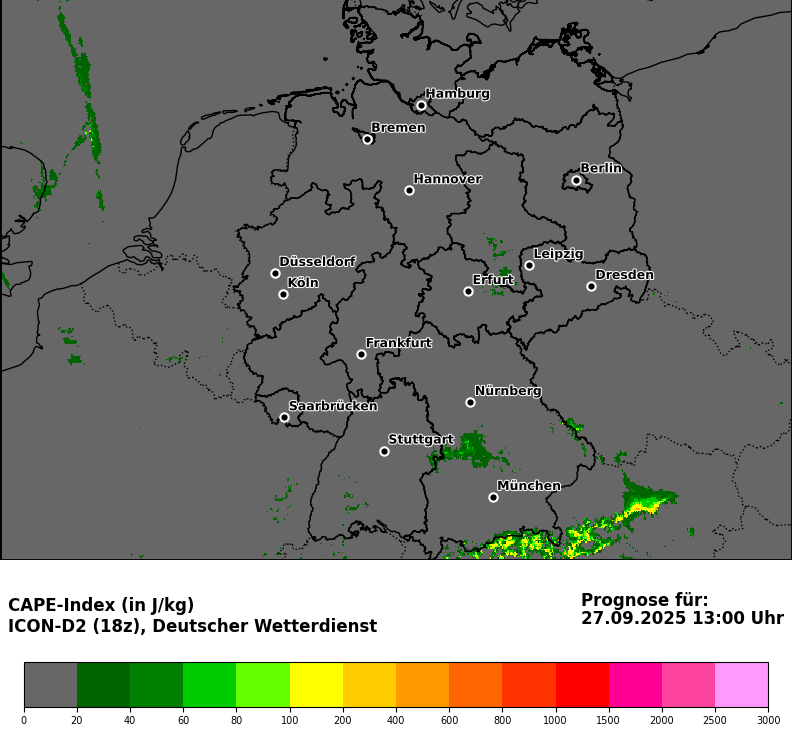 Hamburg
Bremen
Berlin
Hannover
Leipzig
Düsseldorf
Dresden
Köln
Erfurt
Frankfurt
Nürnberg
Saarbrücken
Stuttgart
München
CAPE-Index (in J/kg)
ICON-D2 (18z), Deutscher Wetterdienst
Prognose für:
27.09.2025 13:00 Uhr
0 20 40 60 80 100 200 400 600 800 1000 1500 2000 2500 3000